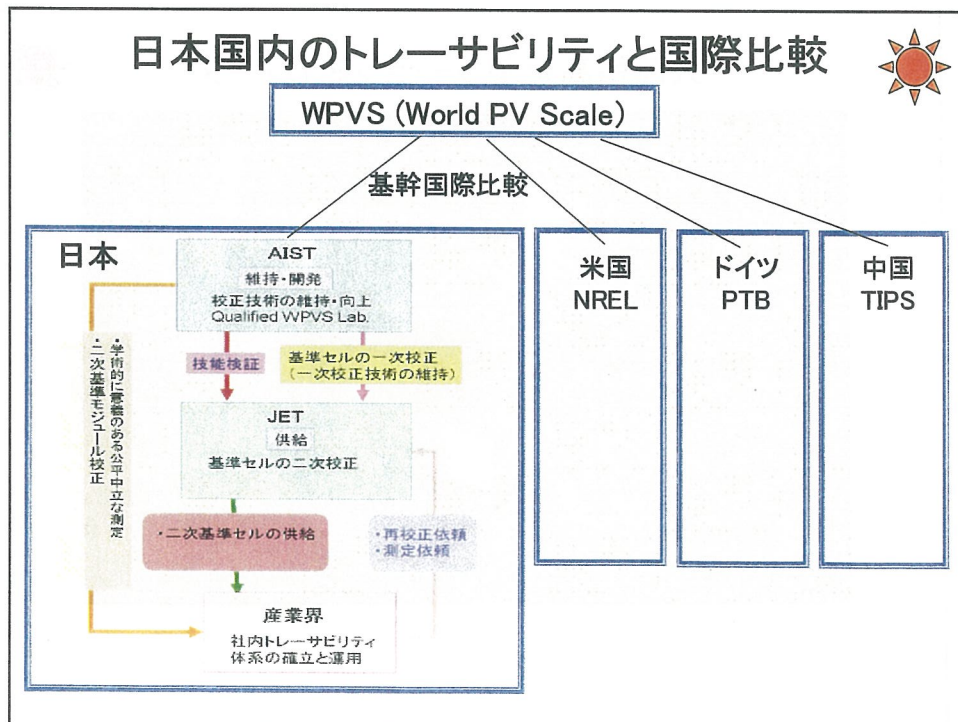 日本国内のトレーサビリティと国際比較
WPVS (World PV Scale)
基幹国際比較
日本
AIST
維持・開発
校正技術の維持・向上
Qualified WPVS Lab.
技能検証
基準セルの一次校正
(一次校正技術の維持)
JET
供給
基準セルの二次校正
・学術的に意義のある公平中立な測定
・二次基準モジュール校正
・二次基準セルの供給
・再校正依頼
・測定依頼
産業界
社内トレーサビリティ
体系の確立と運用
米国
NREL
ドイツ
PTB
中国
TIPS